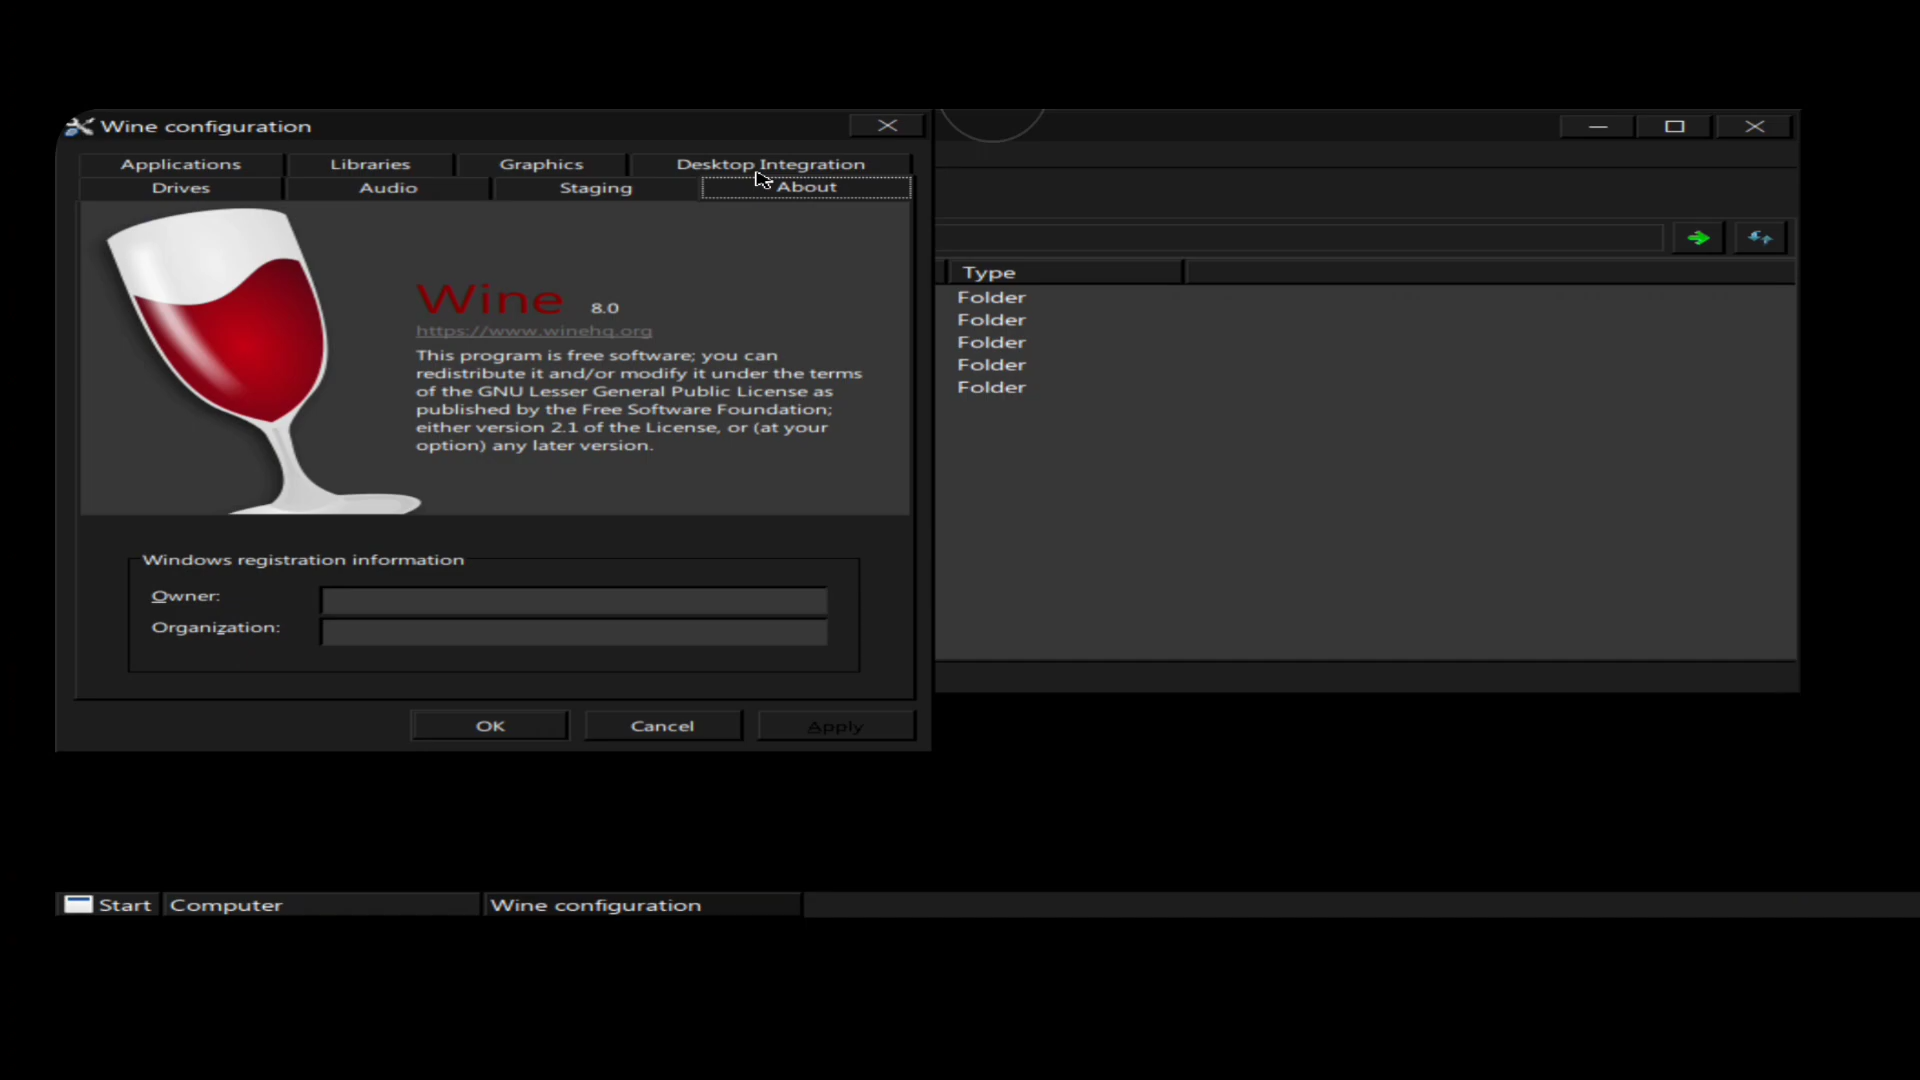 Wine configuration
Applications Libraries Graphics Desktop Integration
Drives Audio Staging About
Wine 8.0
https://www.winehq.org
This program is free software; you can
redistribute it and/or modify it under the terms
of the GNU Lesser General Public License as
published by the Free Software Foundation;
either version 2.1 of the License, or (at your
option) any later version.
Windows registration information
Owner:
Organization:
OK Cancel Apply
Type
Folder
Folder
Folder
Folder
Folder
Start Computer Wine configuration